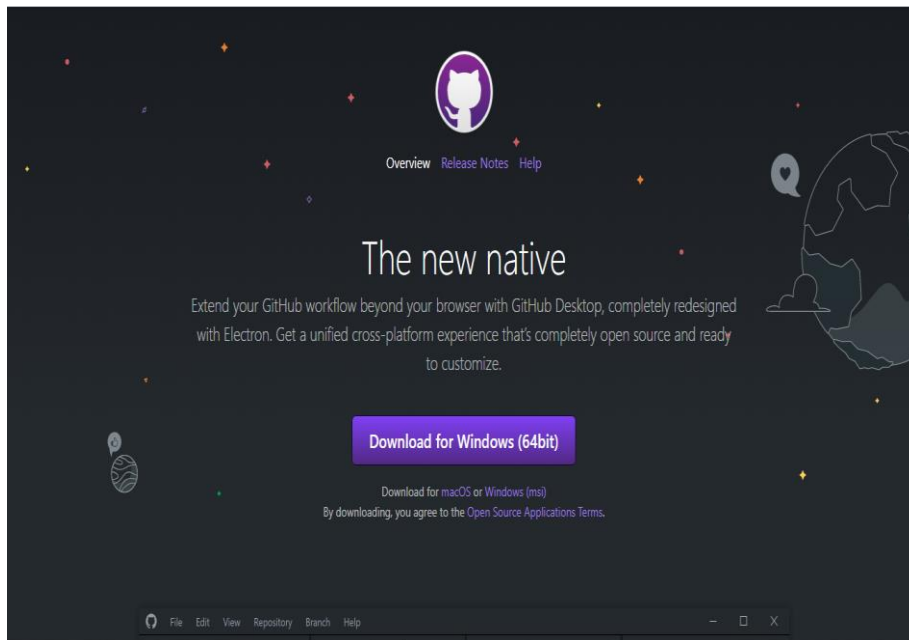 Overview Release Notes Help
The new native
Extend your GitHub workflow beyond your browser with GitHub Desktop, completely redesigned
with Electron. Get a unified cross-platform experience that's completely open source and ready
to customize.
Download for Windows (64bit)
Download for macOS or Windows (msi)
By downloading, you agree to the Open Source Applications Terms.
File Edit View Repository Branch Help